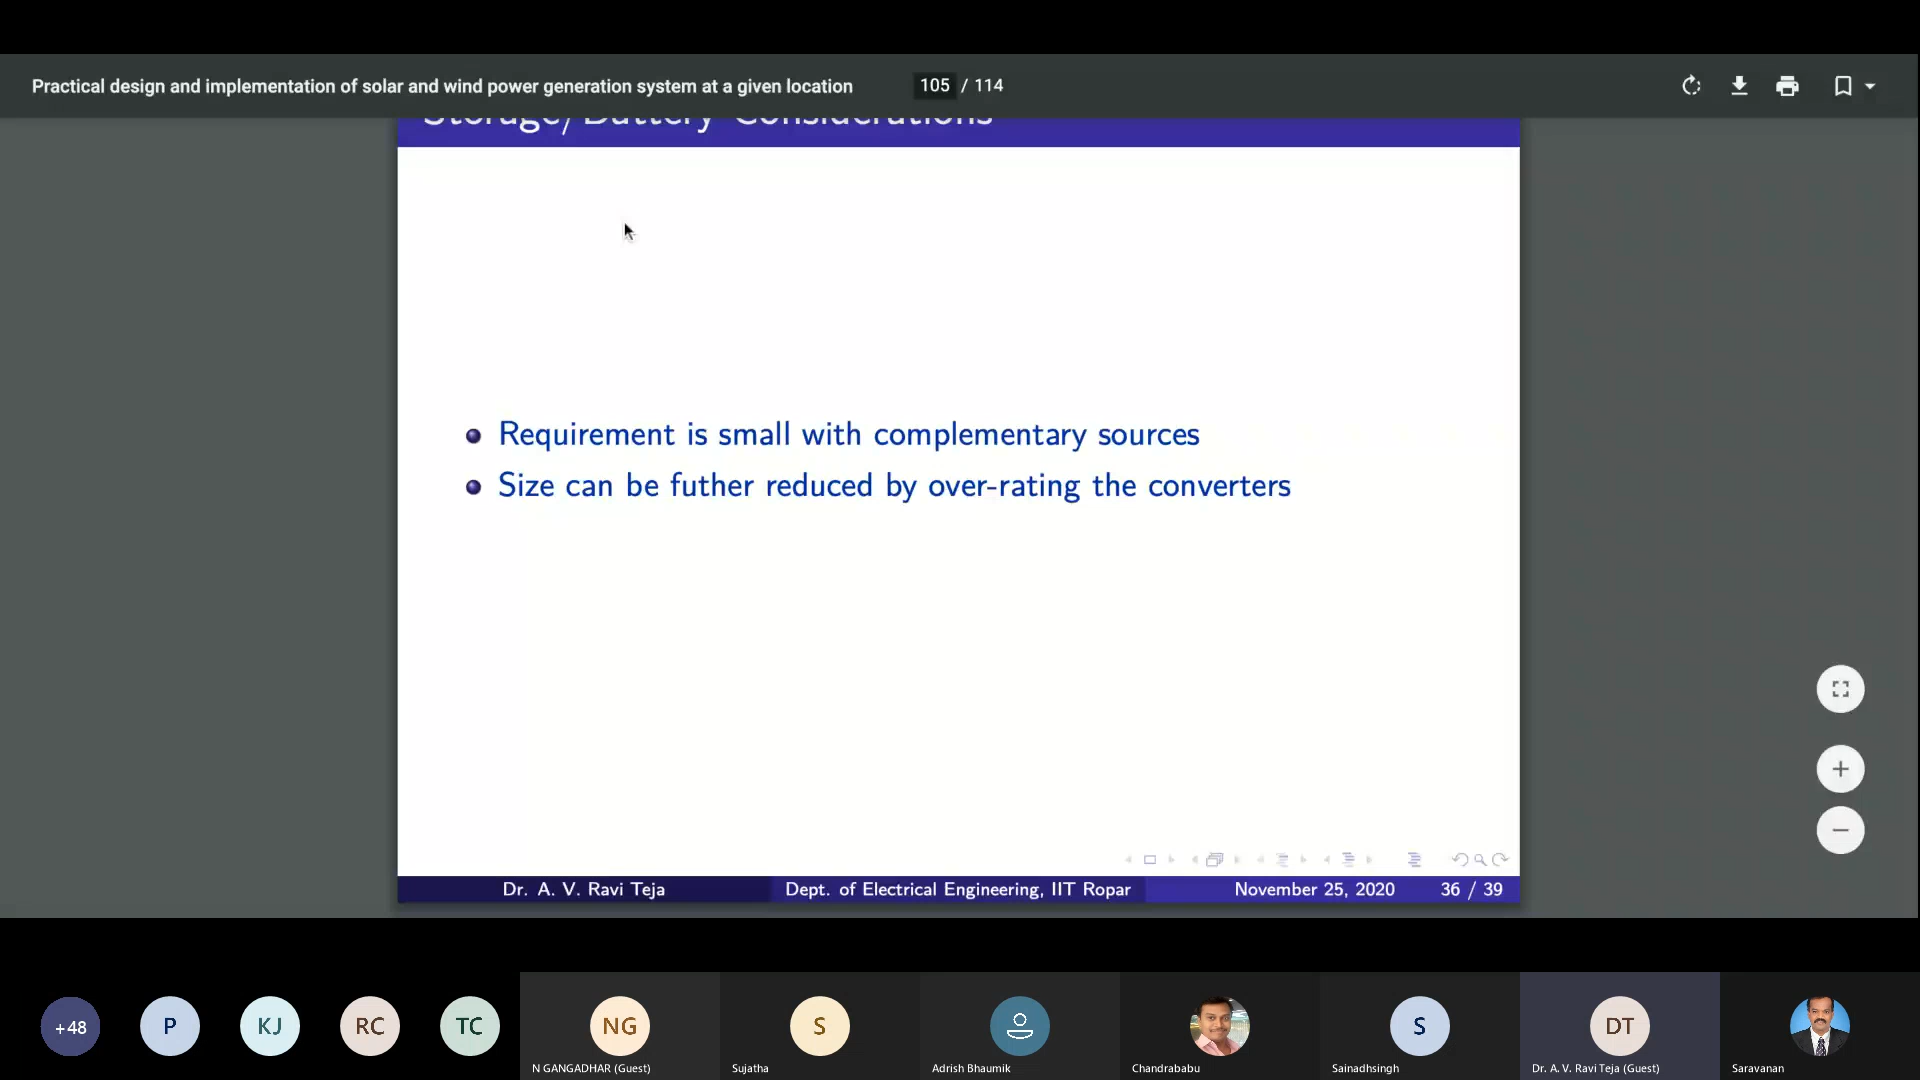 Practical design and implementation of solar and wind power generation system at a given location 105 / 114
Storage/Battery Considerations
Requirement is small with complementary sources
Size can be futher reduced by over-rating the converters
Dr. A. V. Ravi Teja Dept. of Electrical Engineering, IIT Ropar November 25, 2020 36 / 39
+48 P KJ RC TC NG S S DT
N GANGADHAR (Guest) Sujatha Adrish Bhaumik Chandrababu Sainadhsingh Dr. A. V. Ravi Teja (Guest) Saravanan